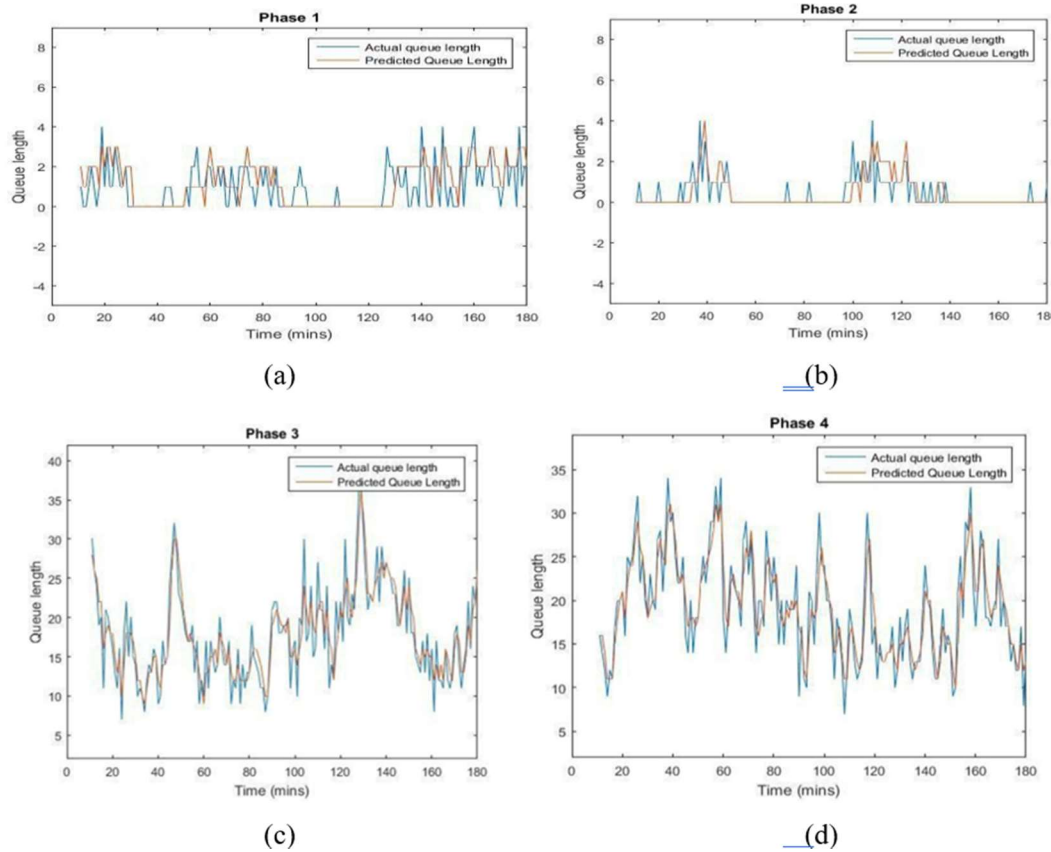 Phase 1
8
6
4
2
0
-2
-4
Queue length
Actual queue length
Predicted Queue Length
0 20 40 60 80 100 120 140 160 180
Time (mins)
(a)
Phase 2
8
6
4
2
0
-2
-4
Queue length
Actual queue length
Predicted Queue Length
0 20 40 60 80 100 120 140 160 180
Time (mins)
(b)
Phase 3
40
35
30
25
20
15
10
5
Queue length
Actual queue length
Predicted Queue Length
0 20 40 60 80 100 120 140 160 180
Time (mins)
(c)
Phase 4
35
30
25
20
15
10
5
Queue length
Actual queue length
Predicted Queue Length
0 20 40 60 80 100 120 140 160 180
Time (mins)
(d)